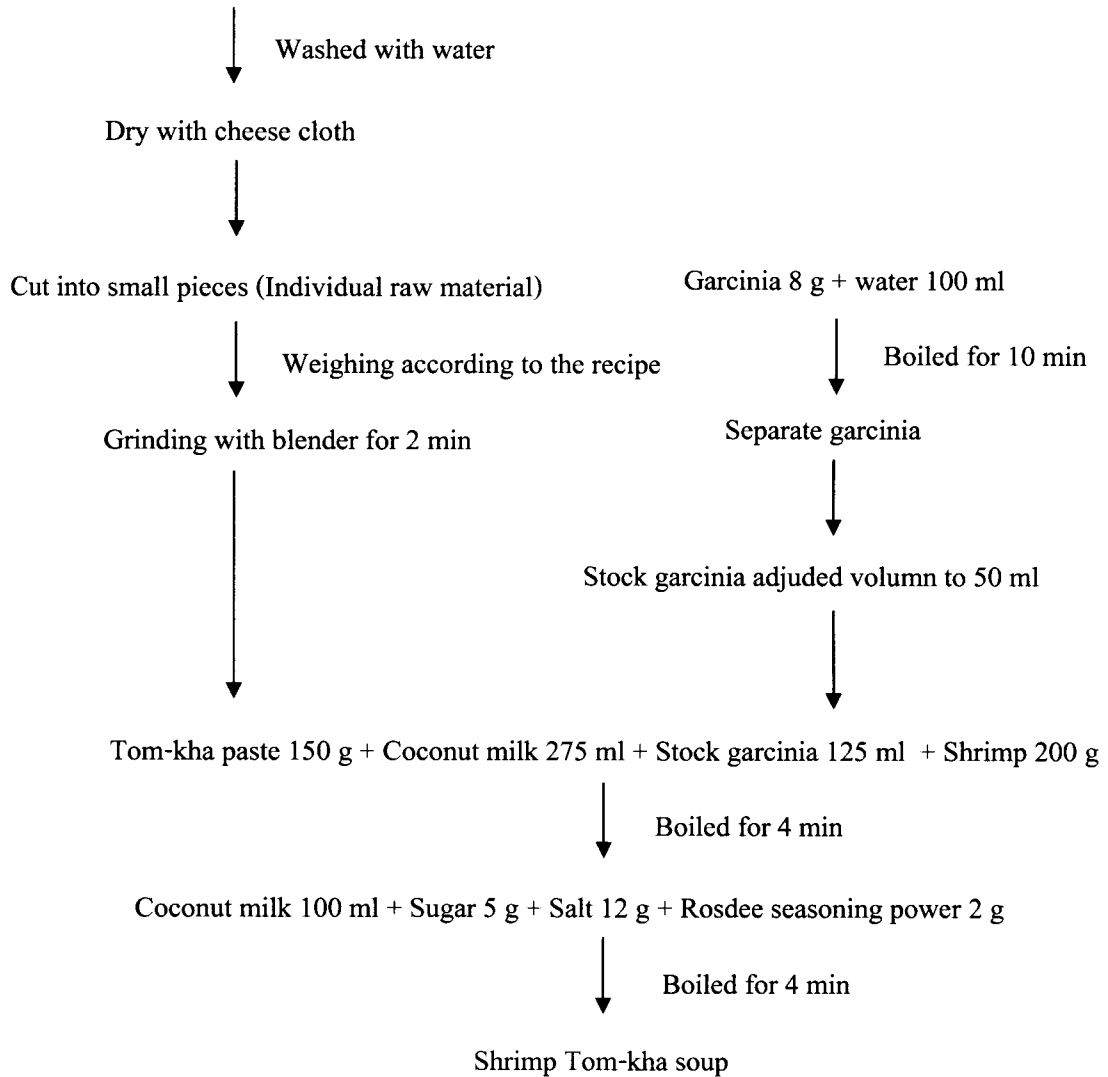 Washed with water
Dry with cheese cloth
Cut into small pieces (Individual raw material)
Weighing according to the recipe
Grinding with blender for 2 min
Garcinia 8 g + water 100 ml
Boiled for 10 min
Separate garcinia
Stock garcinia adjuded volumn to 50 ml
Tom-kha paste 150 g + Coconut milk 275 ml + Stock garcinia 125 ml + Shrimp 200 g
Boiled for 4 min
Coconut milk 100 ml + Sugar 5 g + Salt 12 g + Rosdee seasoning power 2 g
Boiled for 4 min
Shrimp Tom-kha soup